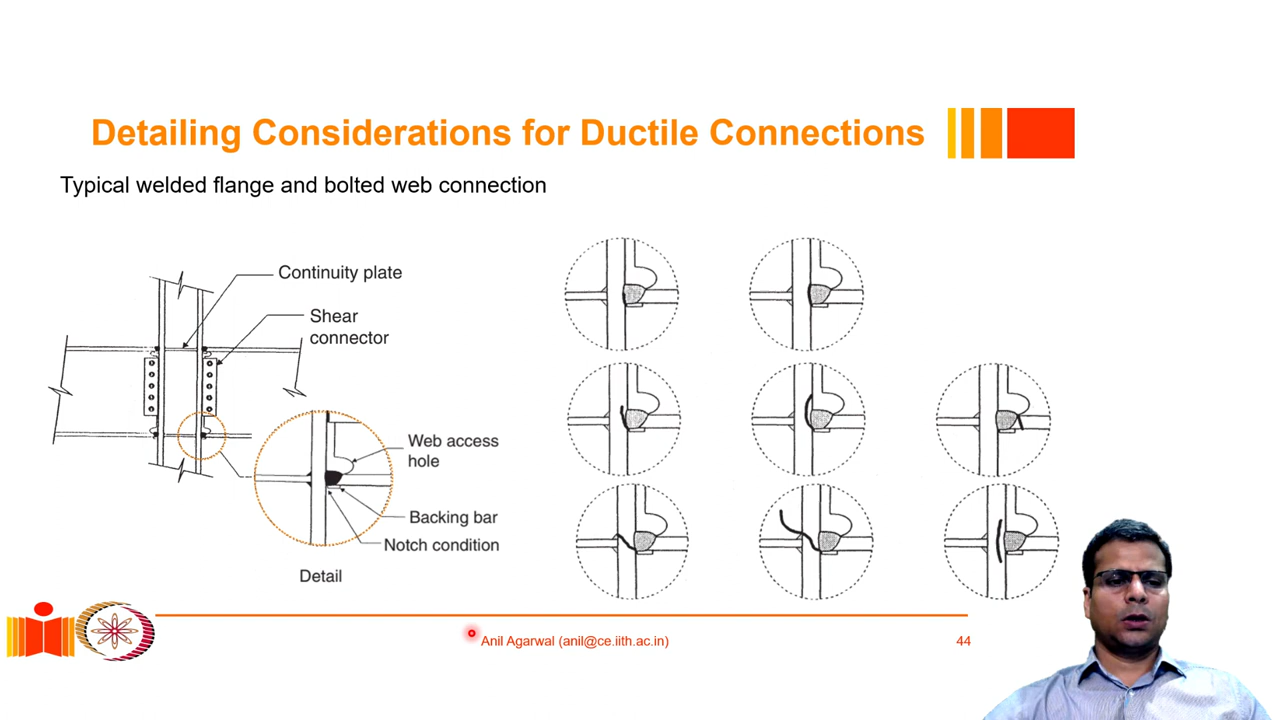 Detailing Considerations for Ductile Connections
Typical welded flange and bolted web connection
Continuity plate
Shear
connector
Web access
hole
Backing bar
Notch condition
Detail
Anil Agarwal (anil@ce.iith.ac.in)
44